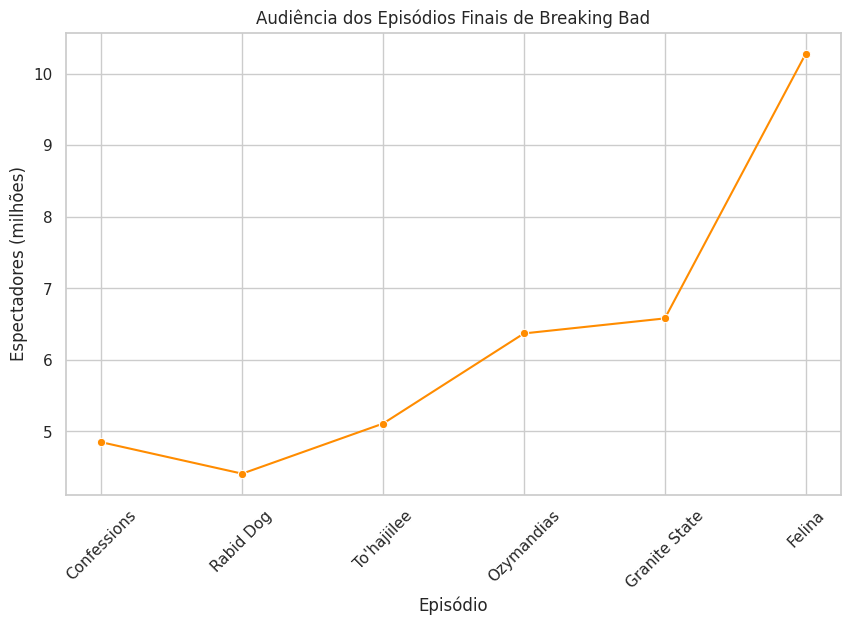 Audiência dos Episódios Finais de Breaking Bad
Espectadores (milhões)
10
9
8
7
6
5
Confessions
Rabid Dog
To'hajiilee
Ozymandias
Granite State
Felina
Episódio